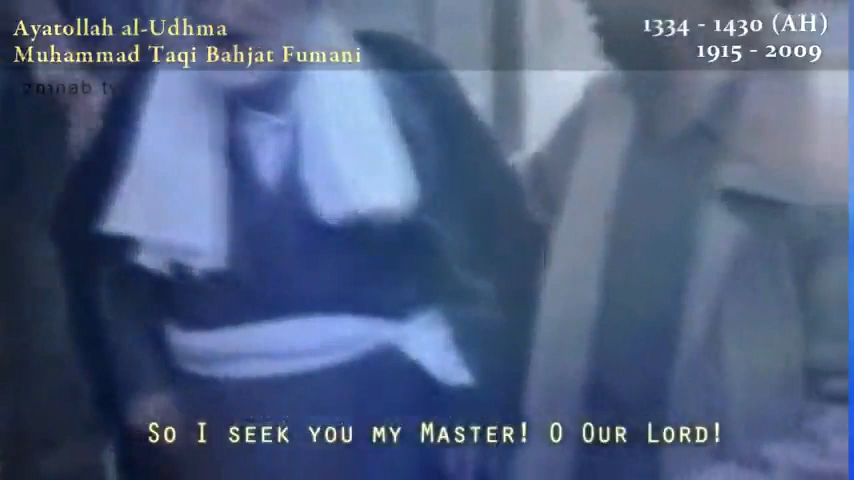 Ayatollah al-Udhma
Muhammad Taqi Bahjat Fumani
1334 - 1430 (AH)
1915 - 2009
So I seek you my Master! O Our Lord!